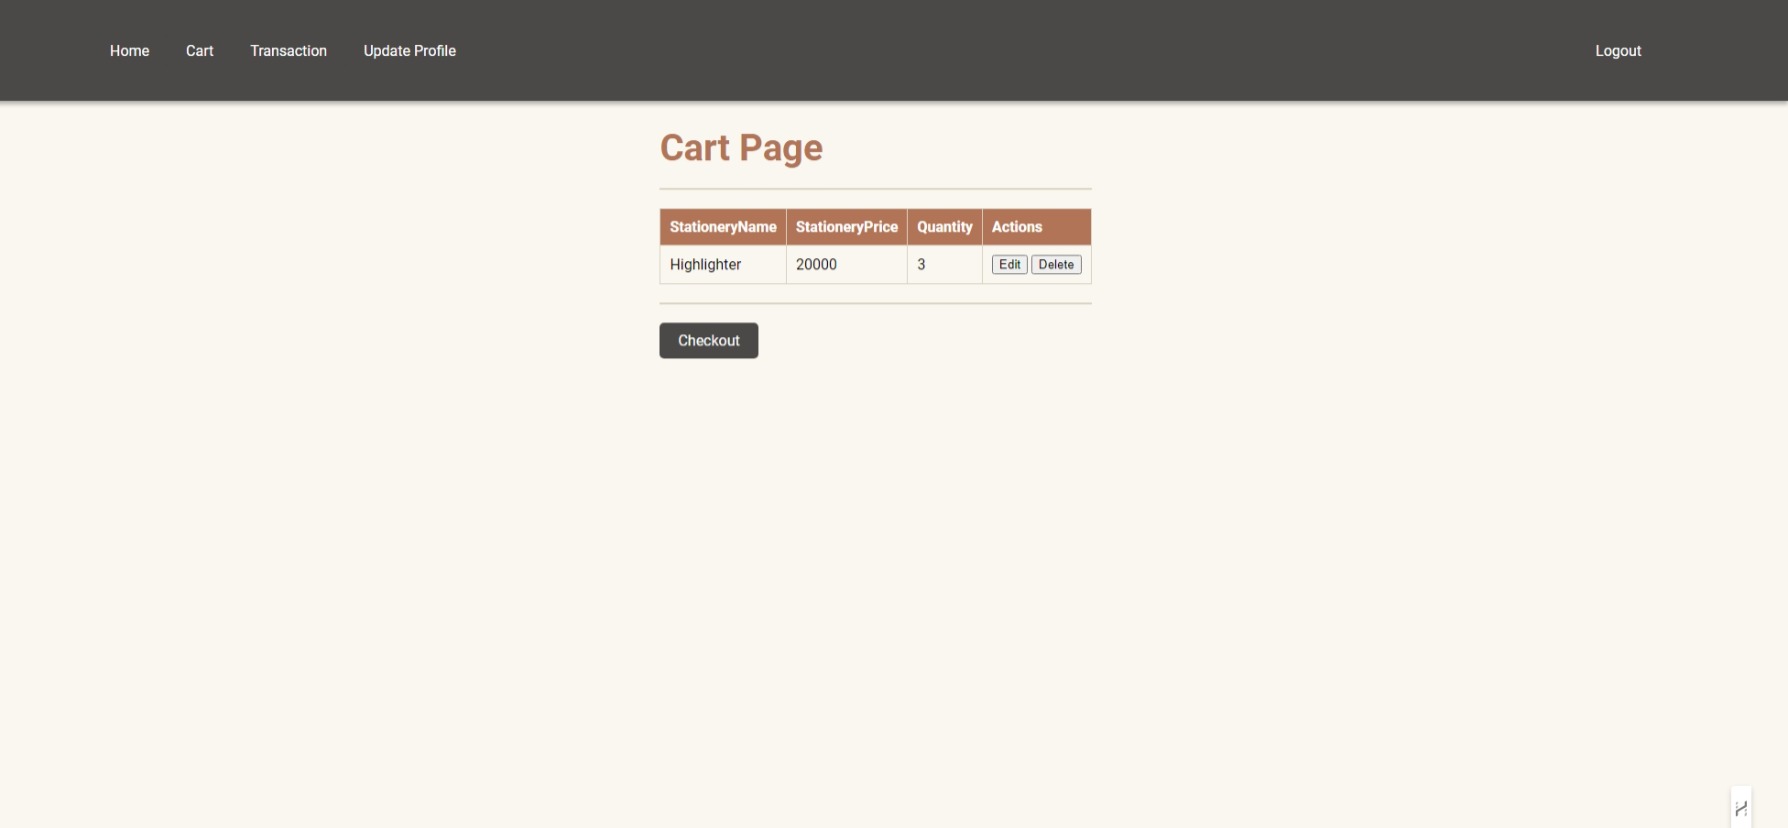 Home Cart Transaction Update Profile Logout
Cart Page
StationeryName StationeryPrice Quantity Actions
Highlighter 20000 3 Edit Delete
Checkout